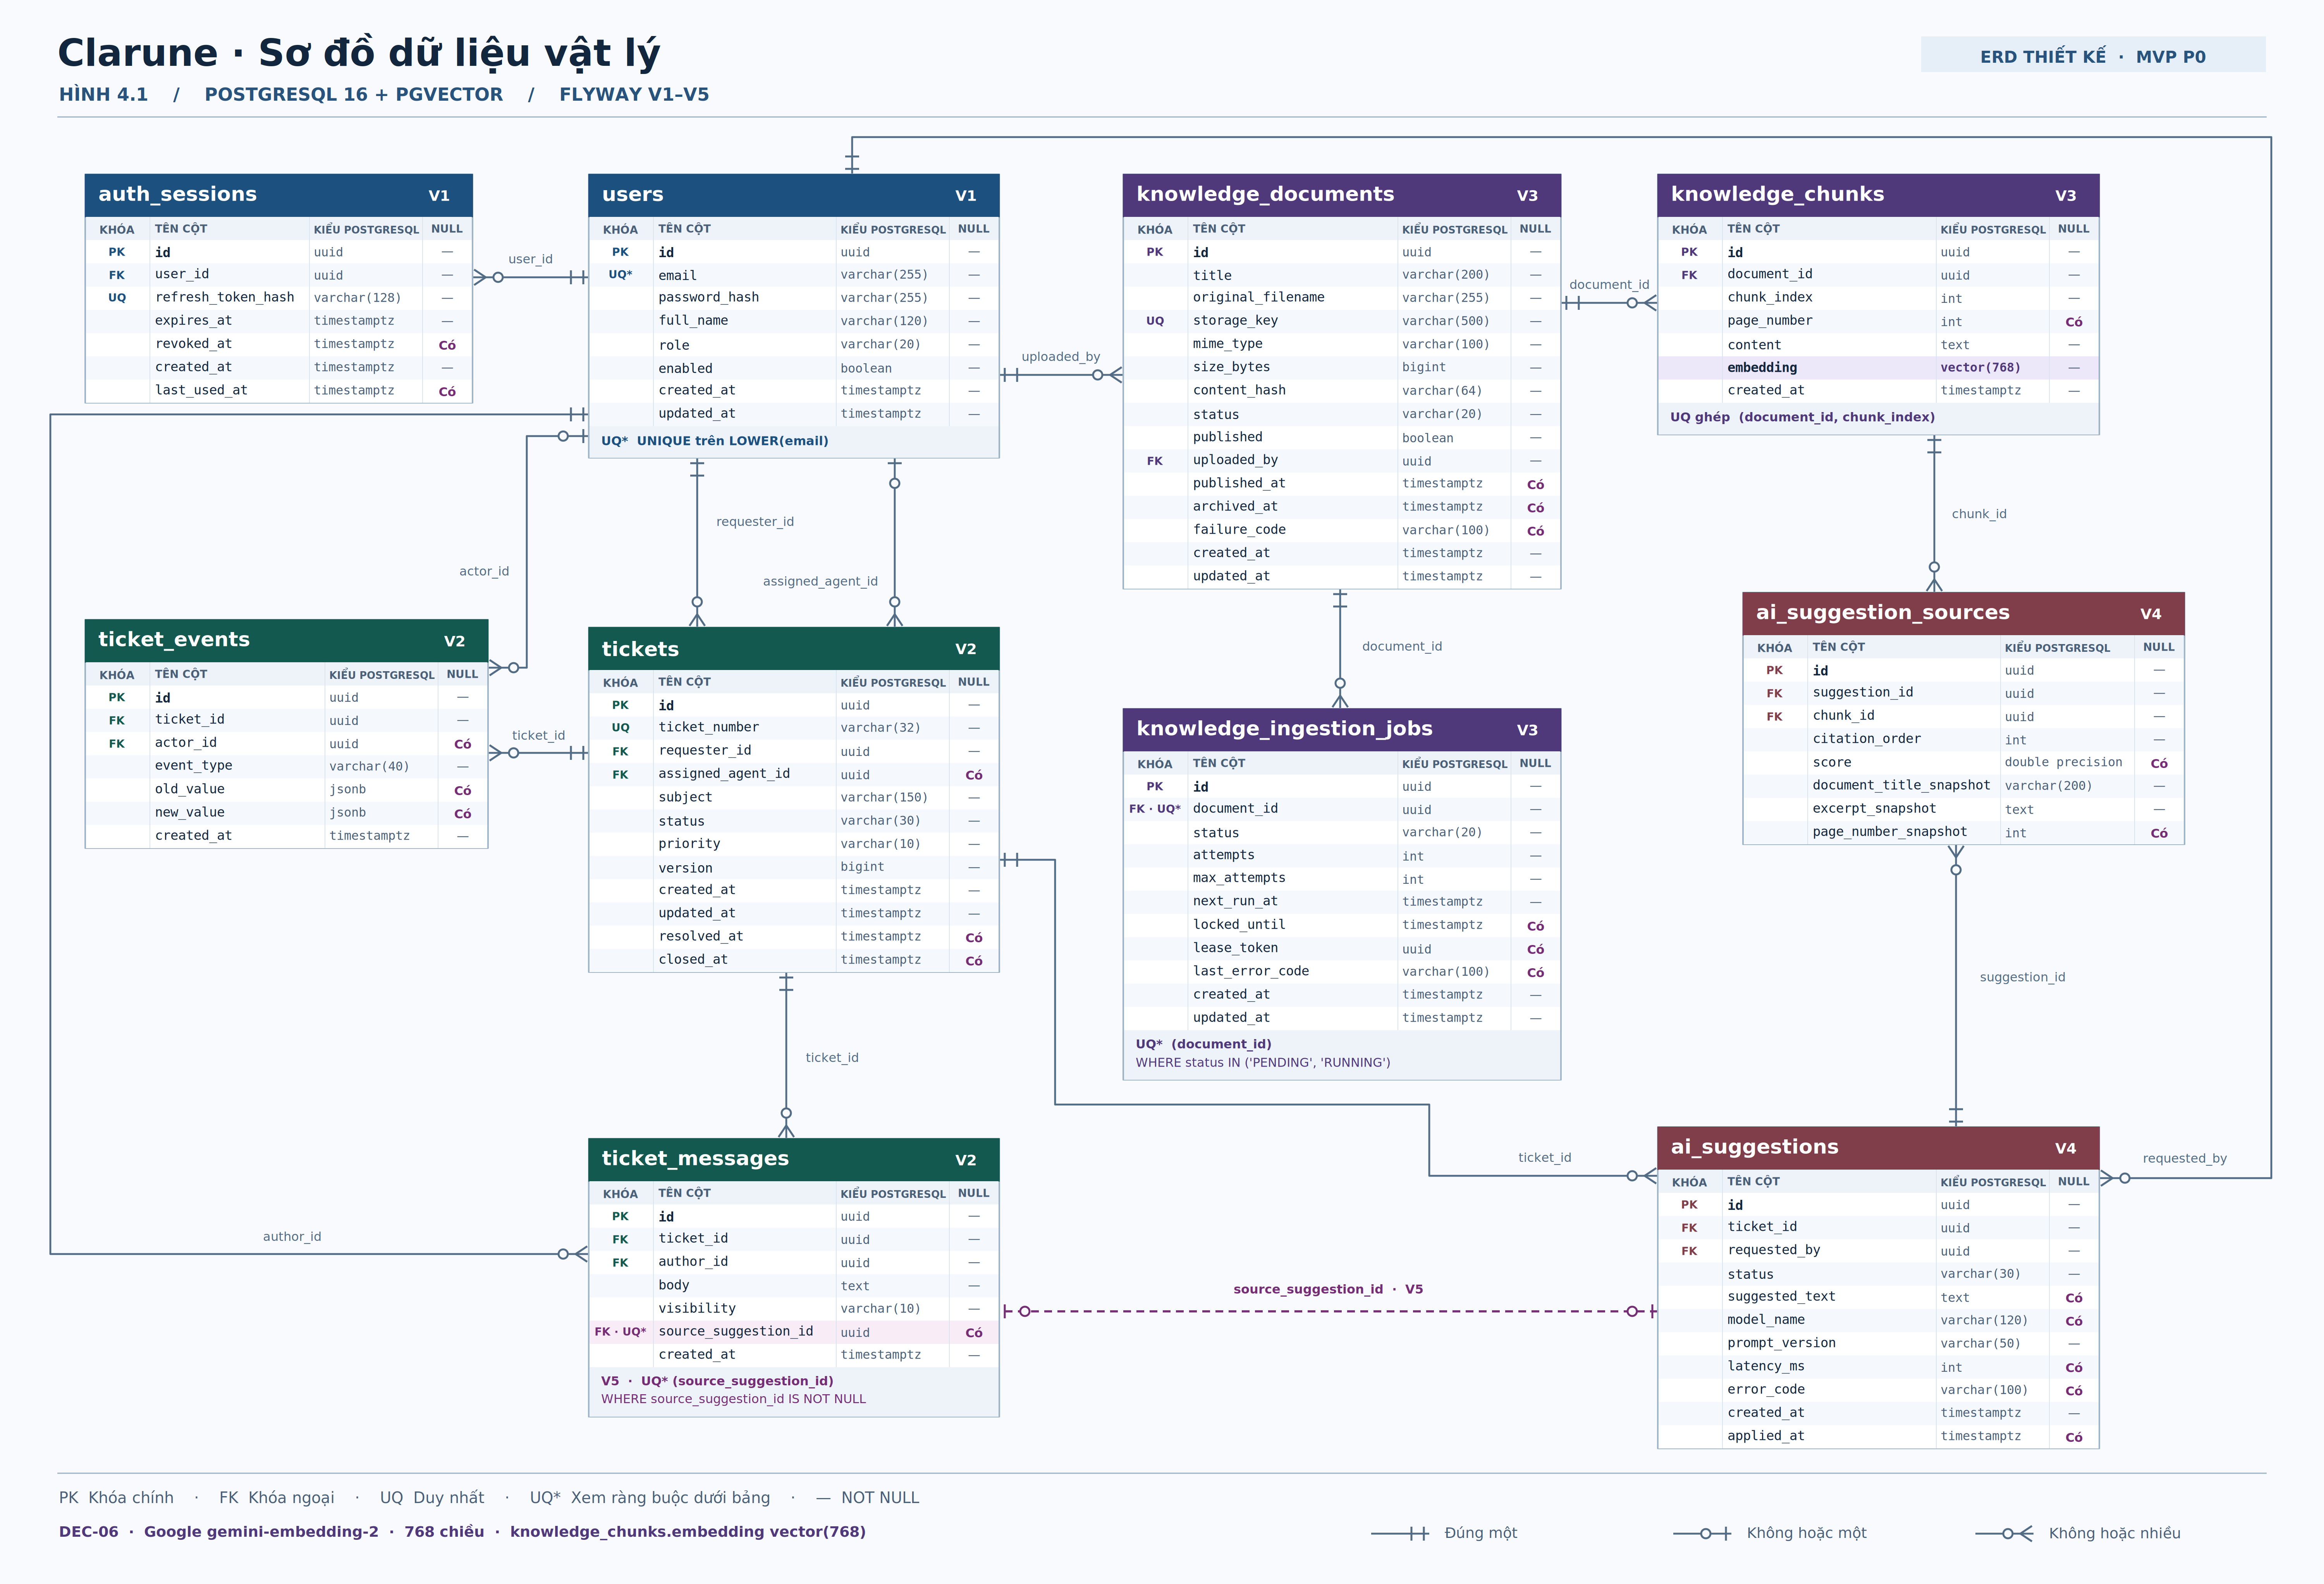 Clarune · Sơ đồ dữ liệu vật lý
ERD THIẾT KẾ · MVP P0
HÌNH 4.1 / POSTGRESQL 16 + PGVECTOR / FLYWAY V1–V5
auth_sessions V1
KHÓA TÊN CỘT KIỂU POSTGRESQL NULL
PK id uuid —
FK user_id uuid —
UQ refresh_token_hash varchar(128) —
expires_at timestamptz —
revoked_at timestamptz Có
created_at timestamptz —
last_used_at timestamptz Có
user_id
users V1
KHÓA TÊN CỘT KIỂU POSTGRESQL NULL
PK id uuid —
UQ* email varchar(255) —
password_hash varchar(255) —
full_name varchar(120) —
role varchar(20) —
enabled boolean —
created_at timestamptz —
updated_at timestamptz —
UQ* UNIQUE trên LOWER(email)
uploaded_by
knowledge_documents V3
KHÓA TÊN CỘT KIỂU POSTGRESQL NULL
PK id uuid —
title varchar(200) —
original_filename varchar(255) —
UQ storage_key varchar(500) —
mime_type varchar(100) —
size_bytes bigint —
content_hash varchar(64) —
status varchar(20) —
published boolean —
FK uploaded_by uuid —
published_at timestamptz Có
archived_at timestamptz Có
failure_code varchar(100) Có
created_at timestamptz —
updated_at timestamptz —
document_id
knowledge_chunks V3
KHÓA TÊN CỘT KIỂU POSTGRESQL NULL
PK id uuid —
FK document_id uuid —
chunk_index int —
page_number int Có
content text —
embedding vector(768) —
created_at timestamptz —
UQ ghép (document_id, chunk_index)
requester_id
assigned_agent_id
actor_id
document_id
chunk_id
ticket_events V2
KHÓA TÊN CỘT KIỂU POSTGRESQL NULL
PK id uuid —
FK ticket_id uuid —
FK actor_id uuid Có
event_type varchar(40) —
old_value jsonb Có
new_value jsonb Có
created_at timestamptz —
ticket_id
tickets V2
KHÓA TÊN CỘT KIỂU POSTGRESQL NULL
PK id uuid —
UQ ticket_number varchar(32) —
FK requester_id uuid —
FK assigned_agent_id uuid Có
subject varchar(150) —
status varchar(30) —
priority varchar(10) —
version bigint —
created_at timestamptz —
updated_at timestamptz —
resolved_at timestamptz Có
closed_at timestamptz Có
knowledge_ingestion_jobs V3
KHÓA TÊN CỘT KIỂU POSTGRESQL NULL
PK id uuid —
FK · UQ* document_id uuid —
status varchar(20) —
attempts int —
max_attempts int —
next_run_at timestamptz —
locked_until timestamptz Có
lease_token uuid Có
last_error_code varchar(100) Có
created_at timestamptz —
updated_at timestamptz —
UQ* (document_id)
WHERE status IN ('PENDING', 'RUNNING')
ai_suggestion_sources V4
KHÓA TÊN CỘT KIỂU POSTGRESQL NULL
PK id uuid —
FK suggestion_id uuid —
FK chunk_id uuid —
citation_order int —
score double precision Có
document_title_snapshot varchar(200) —
excerpt_snapshot text —
page_number_snapshot int Có
suggestion_id
ticket_id
ticket_id
requested_by
author_id
ticket_messages V2
KHÓA TÊN CỘT KIỂU POSTGRESQL NULL
PK id uuid —
FK ticket_id uuid —
FK author_id uuid —
body text —
visibility varchar(10) —
FK · UQ* source_suggestion_id uuid Có
created_at timestamptz —
V5 · UQ* (source_suggestion_id)
WHERE source_suggestion_id IS NOT NULL
source_suggestion_id · V5
ai_suggestions V4
KHÓA TÊN CỘT KIỂU POSTGRESQL NULL
PK id uuid —
FK ticket_id uuid —
FK requested_by uuid —
status varchar(30) —
suggested_text text Có
model_name varchar(120) Có
prompt_version varchar(50) —
latency_ms int Có
error_code varchar(100) Có
created_at timestamptz —
applied_at timestamptz Có
PK Khóa chính · FK Khóa ngoại · UQ Duy nhất · UQ* Xem ràng buộc dưới bảng · — NOT NULL
DEC-06 · Google gemini-embedding-2 · 768 chiều · knowledge_chunks.embedding vector(768)
Đúng một
Không hoặc một
Không hoặc nhiều